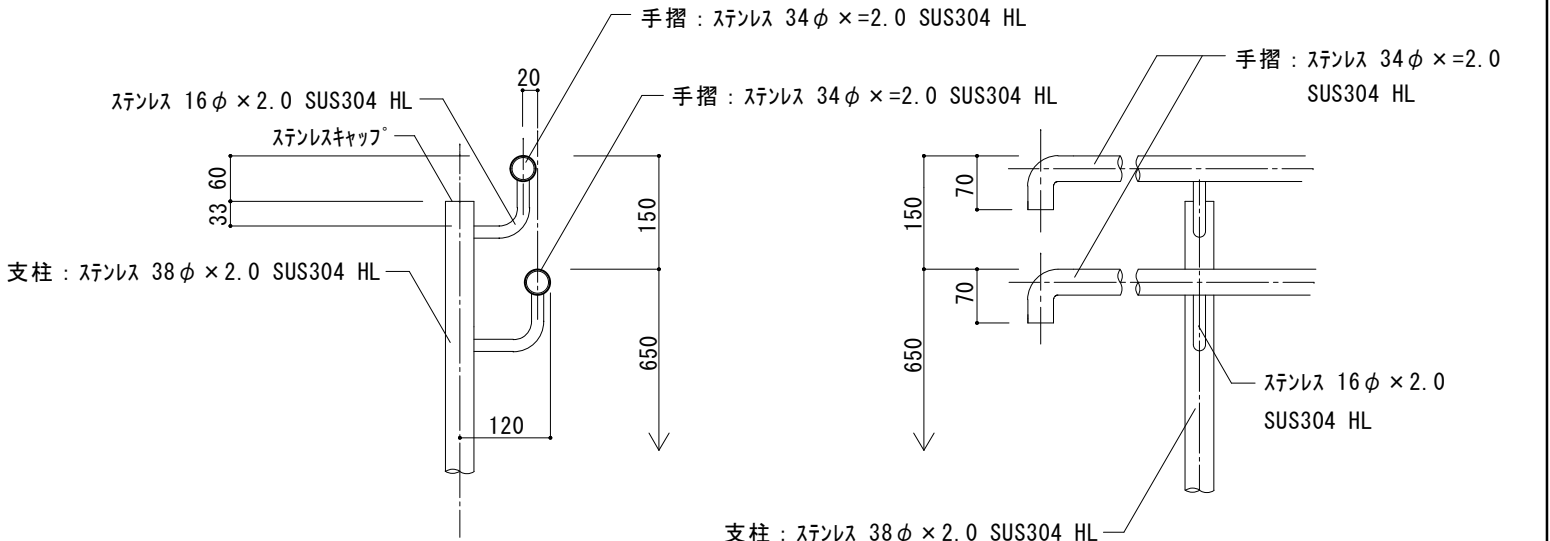 手摺：ｽﾃﾝﾚｽ 34φ×=2.0 SUS304 HL
手摺：ｽﾃﾝﾚｽ 34φ×=2.0
SUS304 HL
20
ｽﾃﾝﾚｽ 16φ×2.0 SUS304 HL
手摺：ｽﾃﾝﾚｽ 34φ×=2.0 SUS304 HL
ｽﾃﾝﾚｽｷｬｯﾌﾟ
60
33
150
650
120
支柱：ｽﾃﾝﾚｽ 38φ×2.0 SUS304 HL
150
70
70
650
ｽﾃﾝﾚｽ 16φ×2.0
SUS304 HL
支柱：ｽﾃﾝﾚｽ 38φ×2.0 SUS304 HL